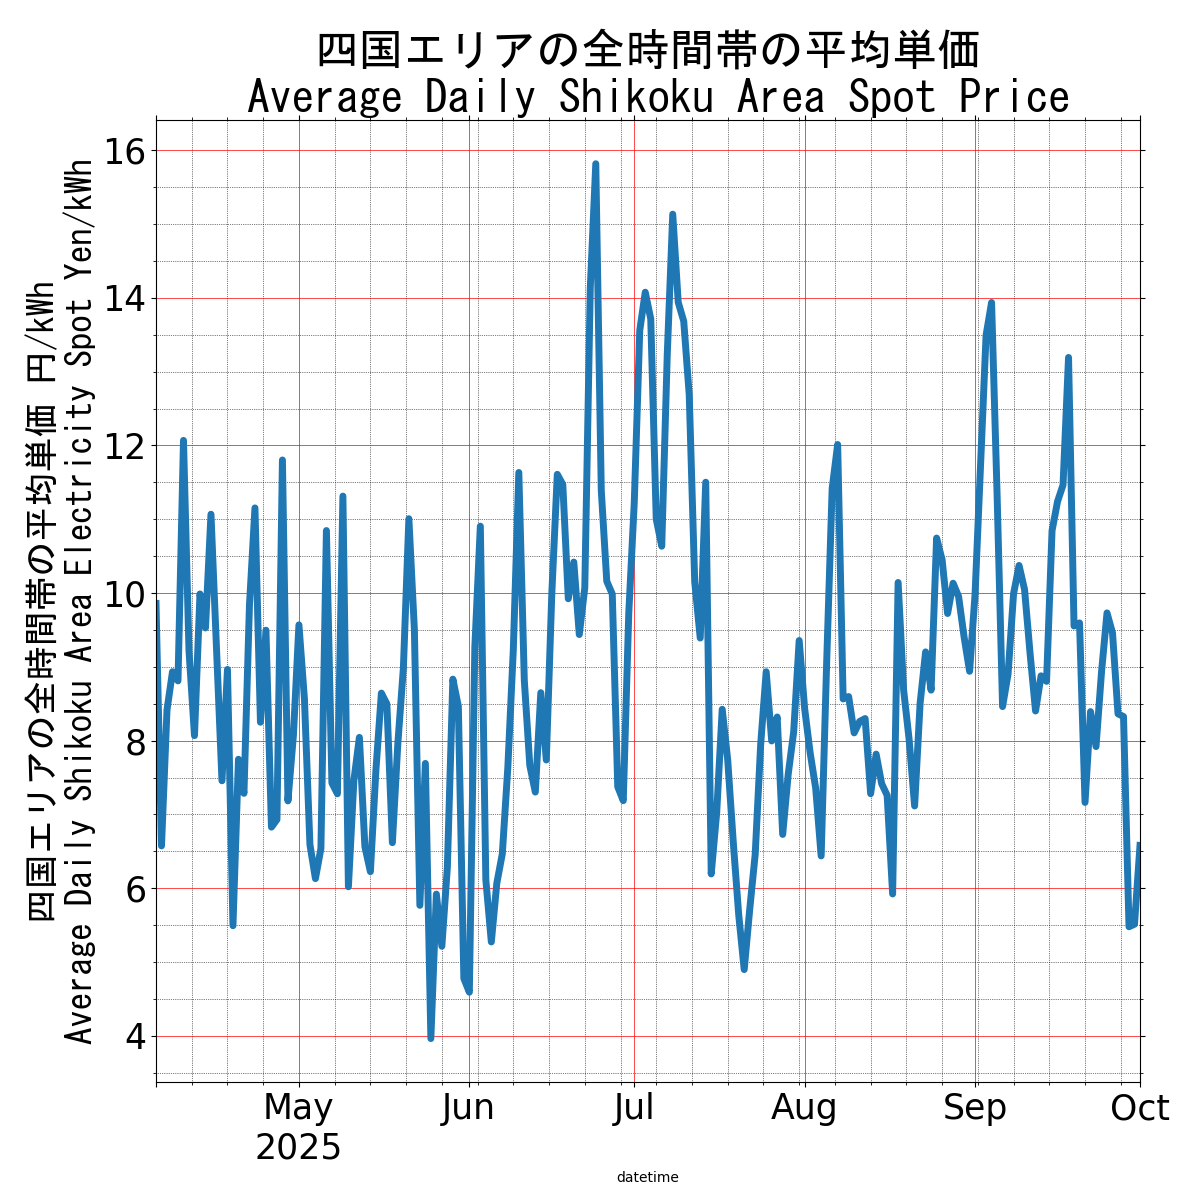 四国エリアの全時間帯の平均単価
Average Daily Shikoku Area Spot Price
四国エリアの全時間帯の平均単価 円/kWh
Average Daily Shikoku Area Electricity Spot Yen/kWh
16
14
12
10
8
6
4
May
2025
Jun
Jul
Aug
Sep
Oct
datetime